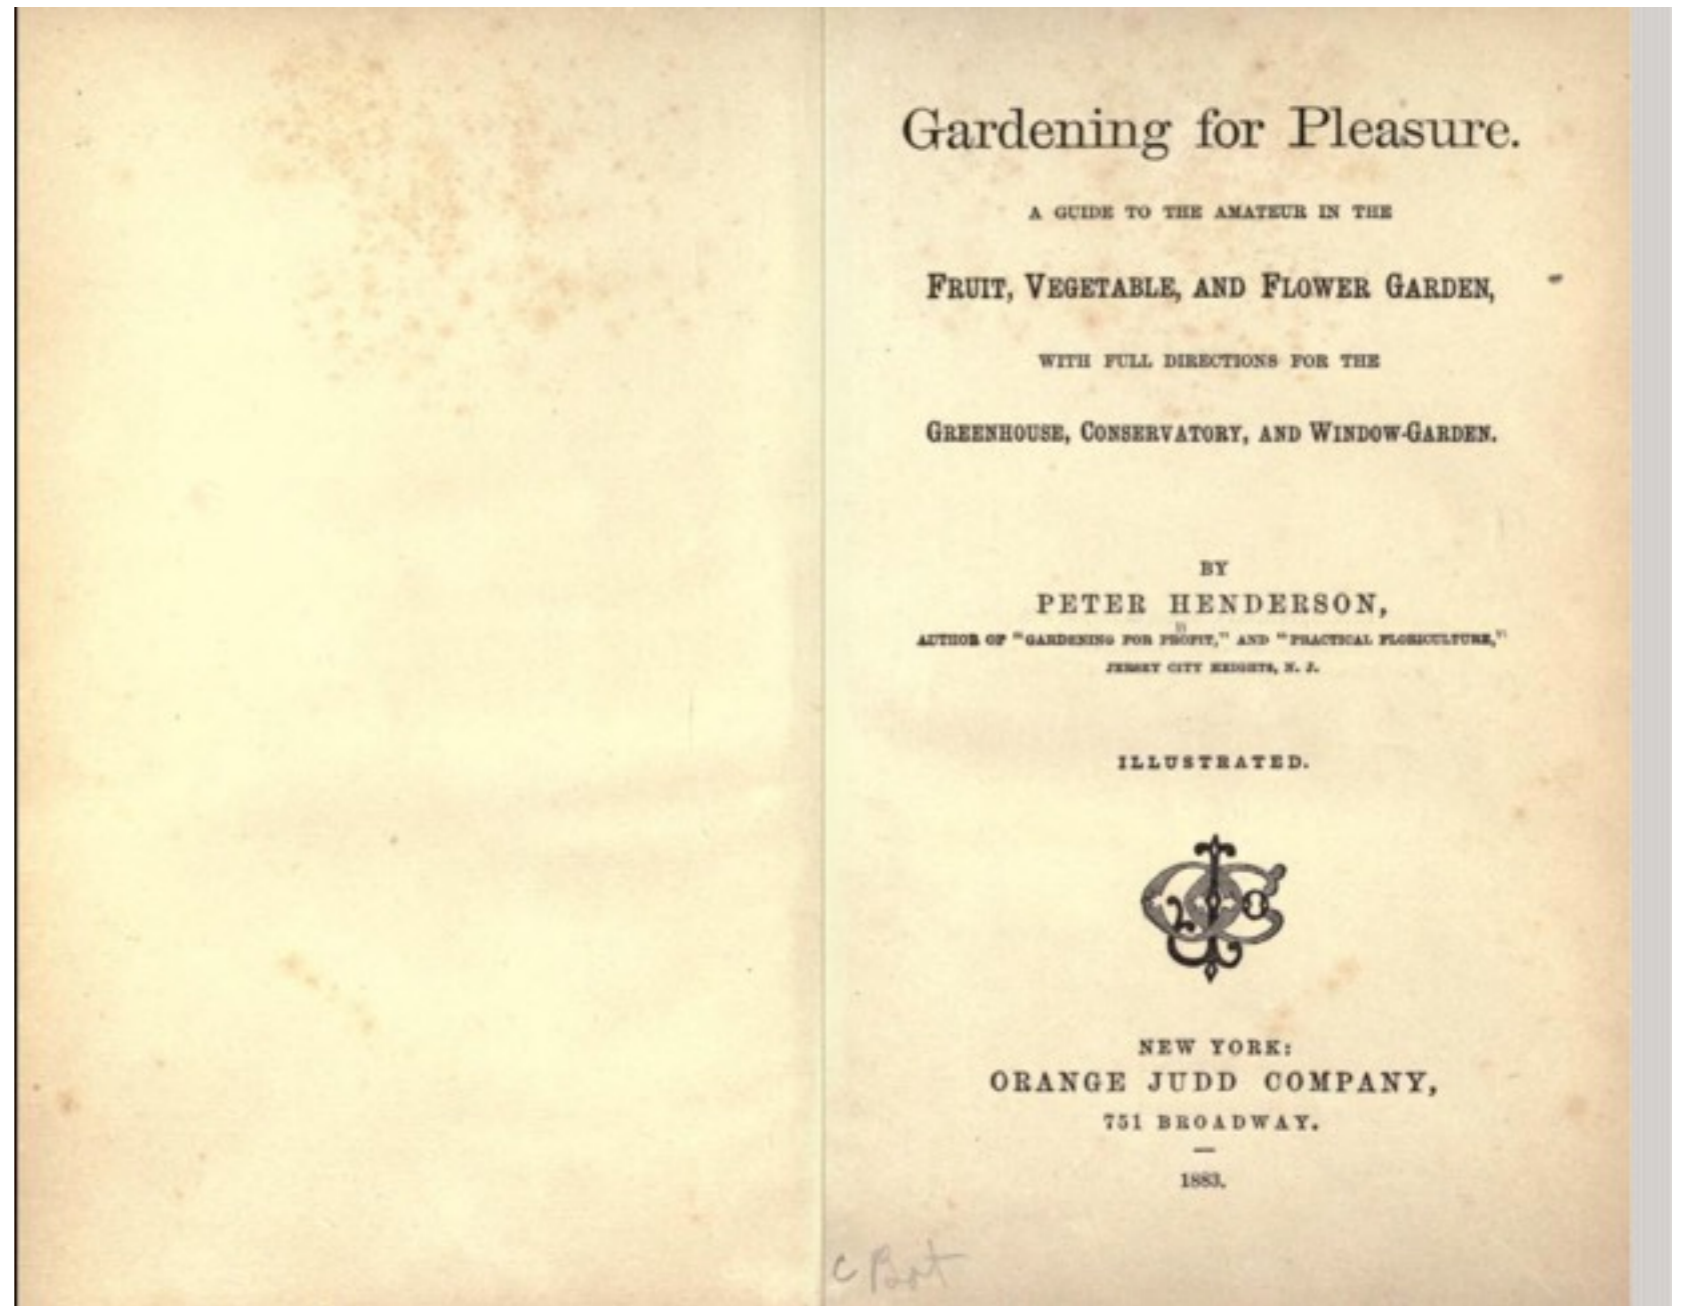 Gardening for Pleasure.
A GUIDE TO THE AMATEUR IN THE
FRUIT, VEGETABLE, AND FLOWER GARDEN,
WITH FULL DIRECTIONS FOR THE
GREENHOUSE, CONSERVATORY, AND WINDOW-GARDEN.
BY
PETER HENDERSON,
AUTHOR OF "GARDENING FOR PROFIT," AND "PRACTICAL FLORICULTURE,"
JERSEY CITY HEIGHTS, N. J.
ILLUSTRATED.
NEW YORK:
ORANGE JUDD COMPANY,
751 BROADWAY.
1883.
c Bot